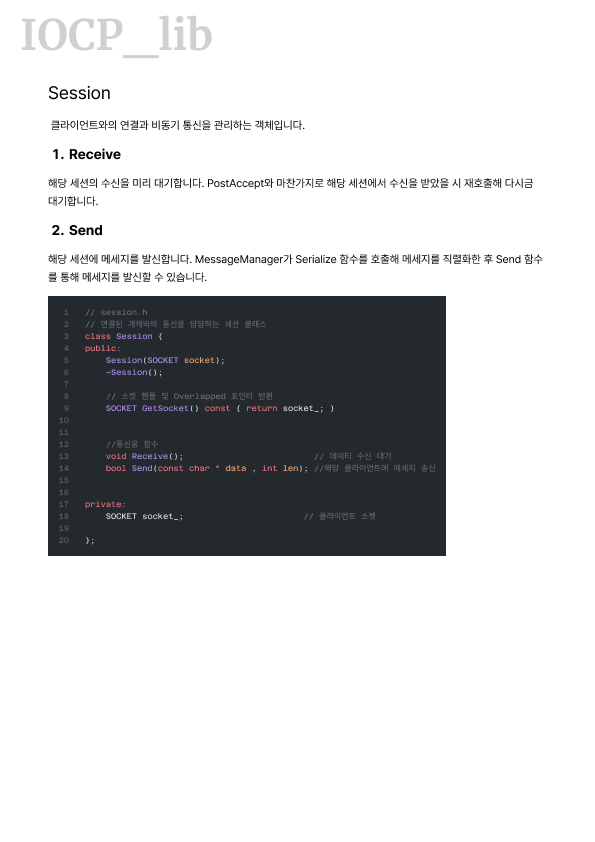 IOCP_lib
Session
클라이언트와의 연결과 비동기 통신을 관리하는 객체입니다.
1. Receive
해당 세션의 수신을 미리 대기합니다. PostAccept와 마찬가지로 해당 세션에서 수신을 받았을 시 재호출해 다시금
대기합니다.
2. Send
해당 세션에 메세지를 발신합니다. MessageManager가 Serialize 함수를 호출해 메세지를 직렬화한 후 Send 함수
를 통해 메세지를 발신할 수 있습니다.
1 // session.h
2 // 연결된 개체와의 통신을 담당하는 세션 클래스
3 class Session {
4 public:
5 Session(SOCKET socket);
6 ~Session();
7
8 // 소켓 핸들 및 Overlapped 포인터 반환
9 SOCKET GetSocket() const { return socket_; }
10
11
12 //통신용 함수
13 void Receive(); // 데이터 수신 대기
14 bool Send(const char * data , int len); //해당 클라이언트에 메세지 송신
15
16
17 private:
18 SOCKET socket_; // 클라이언트 소켓
19
20 };